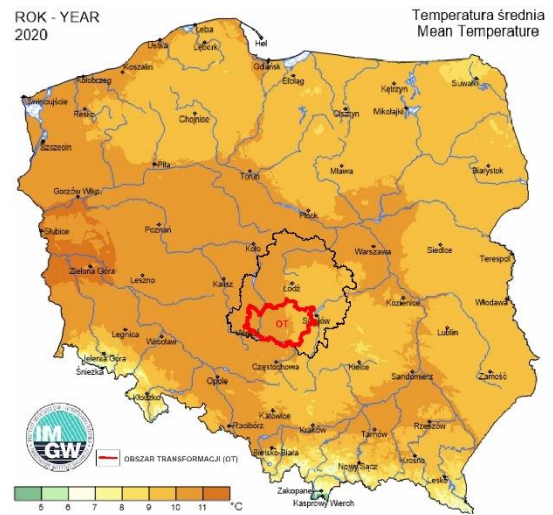 ROK - YEAR
2020
Temperatura średnia
Mean Temperature
Łeba
Hel
Ustka
Lębork
Gdańsk
Koszalin
Elbląg
Suwałki
Kołobrzeg
Kętrzyn
Świnoujście
Resko
Chojnice
Olsztyn
Mikołajki
Szczecin
Piła
Toruń
Mława
Białystok
Gorzów Wlkp.
Płock
Słubice
Poznań
Koło
Warszawa
Siedlce
Terespol
Zielona Góra
Leszno
Kalisz
Łódź
Kozienice
Włodawa
OT
Legnica
Wrocław
Lublin
Jelenia Góra
Śnieżka
Częstochowa
Kielce
Sandomierz
Zamość
Kłodzko
Opole
Katowice
Racibórz
Kraków
Tarnów
Rzeszów
Bielsko-Biała
Nowy Sącz
Krosno
Lesko
Zakopane
Kasprowy Wierch
IM
GW
OBSZAR TRANSFORMACJI (OT)
5 6 7 8 9 10 11 °C